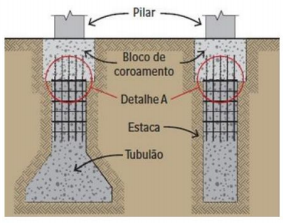 Pilar
Bloco de
coroamento
Detalhe A
Estaca
Tubulão